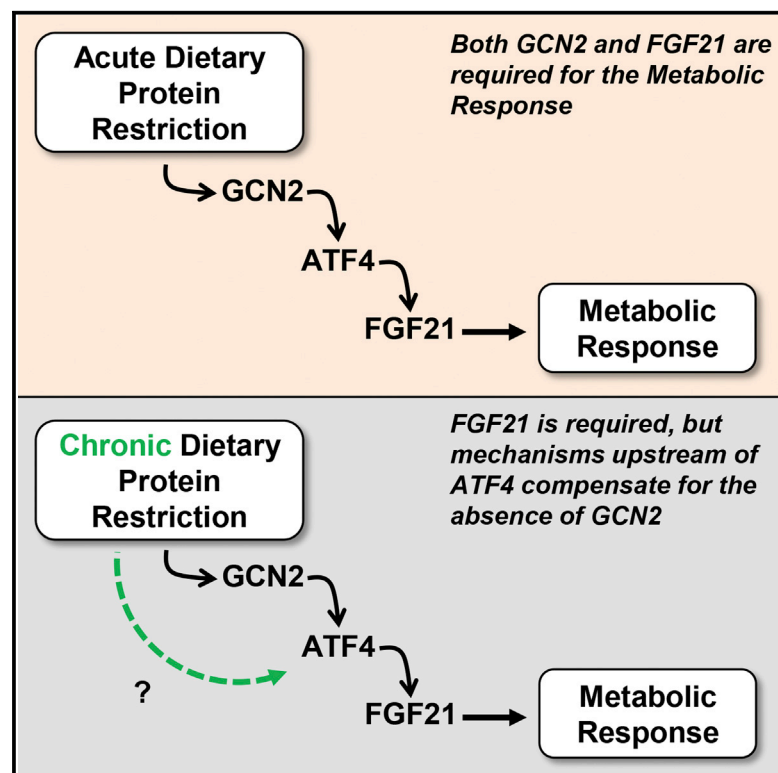 Acute Dietary
Protein
Restriction
Both GCN2 and FGF21 are
required for the Metabolic
Response
GCN2
ATF4
FGF21
Metabolic
Response
Chronic Dietary
Protein
Restriction
FGF21 is required, but
mechanisms upstream of
ATF4 compensate for the
absence of GCN2
GCN2
ATF4
?
FGF21
Metabolic
Response